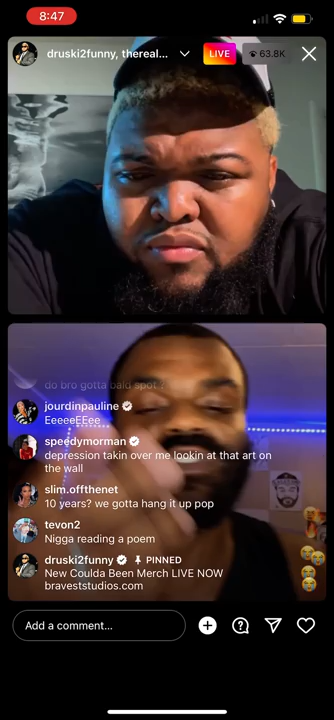 8:47
druski2funny, thereal...
LIVE
63.8K
do bro gotta bald spot
jourdinpauline
EeeeeEEee
speedymorman
depression takin over me lookin at that art on
the wall
slim.offthenet
10 years? we gotta hang it up pop
tevon2
Nigga reading a poem
druski2funny PINNED
New Coulda Been Merch LIVE NOW
braveststudios.com
Add a comment...